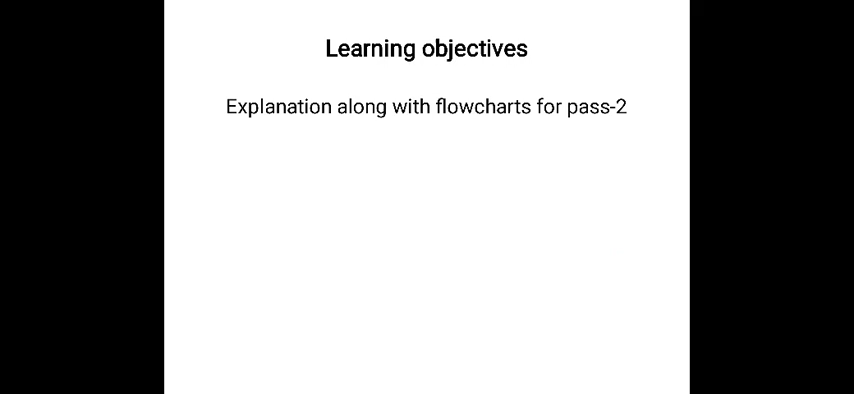 Learning objectives
Explanation along with flowcharts for pass-2